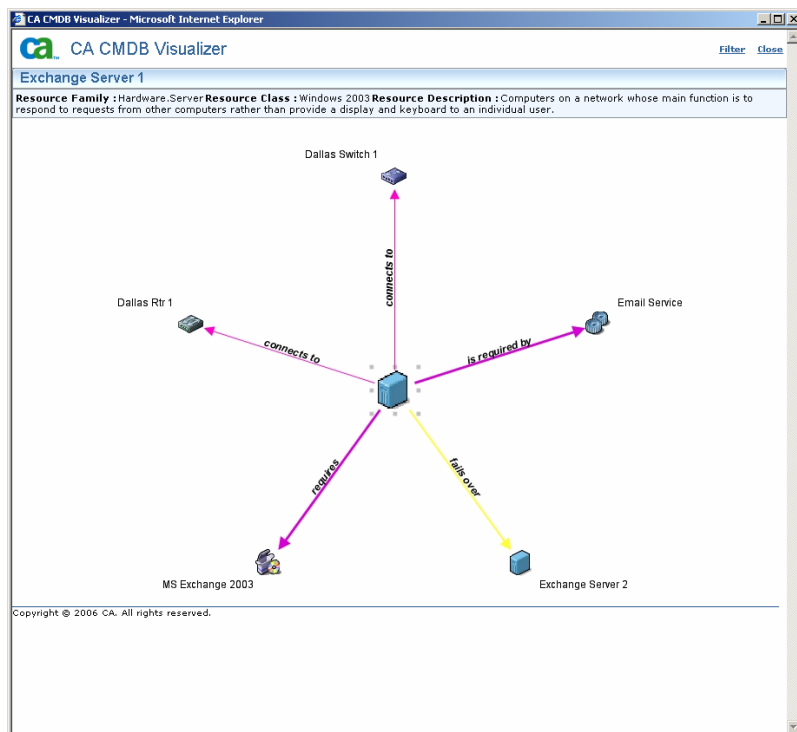 CA CMDB Visualizer - Microsoft Internet Explorer
ca CA CMDB Visualizer
Filter Close
Exchange Server 1
Resource Family : Hardware.Server Resource Class : Windows 2003 Resource Description : Computers on a network whose main function is to
respond to requests from other computers rather than provide a display and keyboard to an individual user.
Dallas Switch 1
connects to
Dallas Rtr 1
connects to
Email Service
is required by
requires
fails over
MS Exchange 2003
Exchange Server 2
Copyright © 2006 CA. All rights reserved.